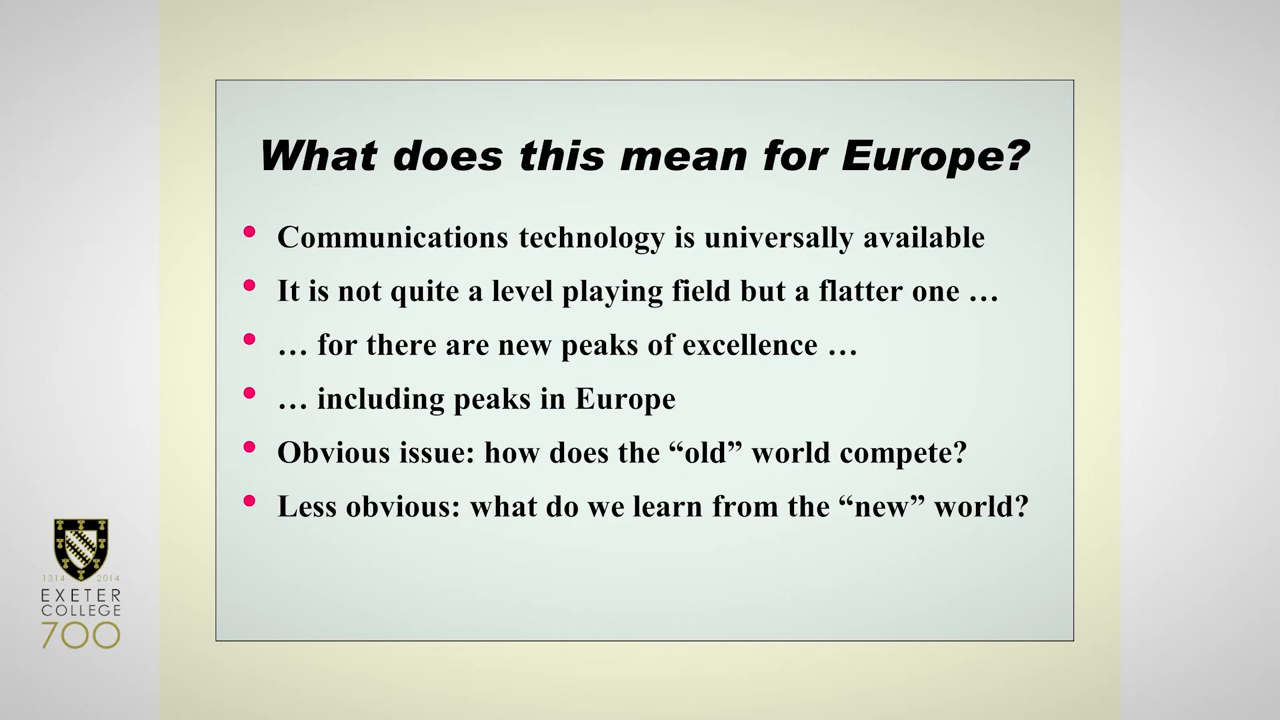 What does this mean for Europe?
• Communications technology is universally available
• It is not quite a level playing field but a flatter one …
• … for there are new peaks of excellence …
• … including peaks in Europe
• Obvious issue: how does the “old” world compete?
• Less obvious: what do we learn from the “new” world?
1314 2014
EXETER
COLLEGE
700